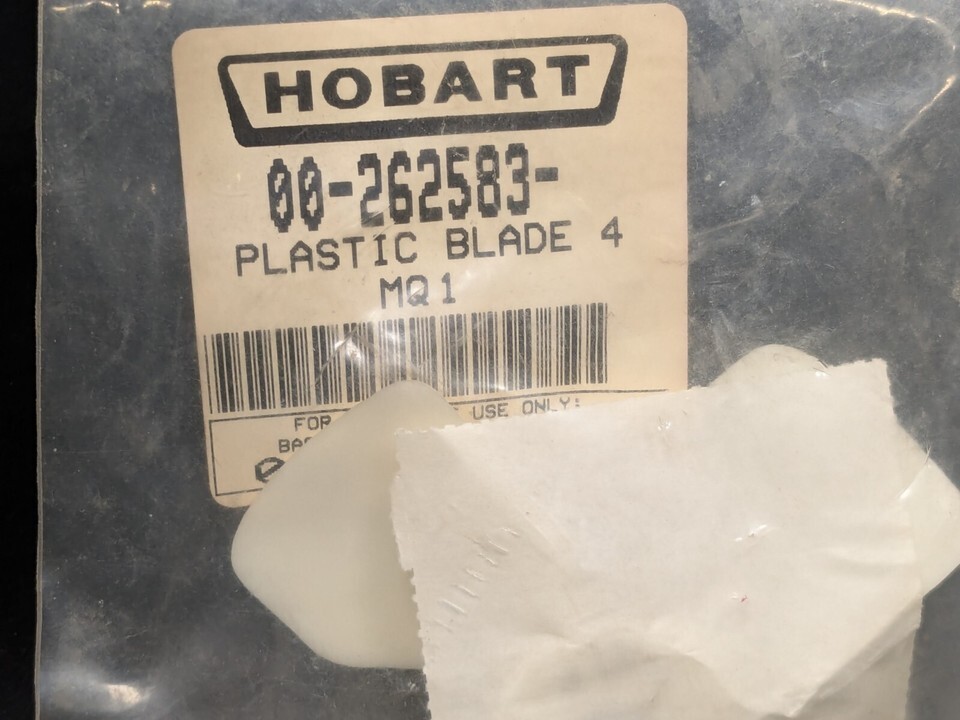 HOBART
00-262583-
PLASTIC BLADE 4
MQ1
FOR USE ONLY: